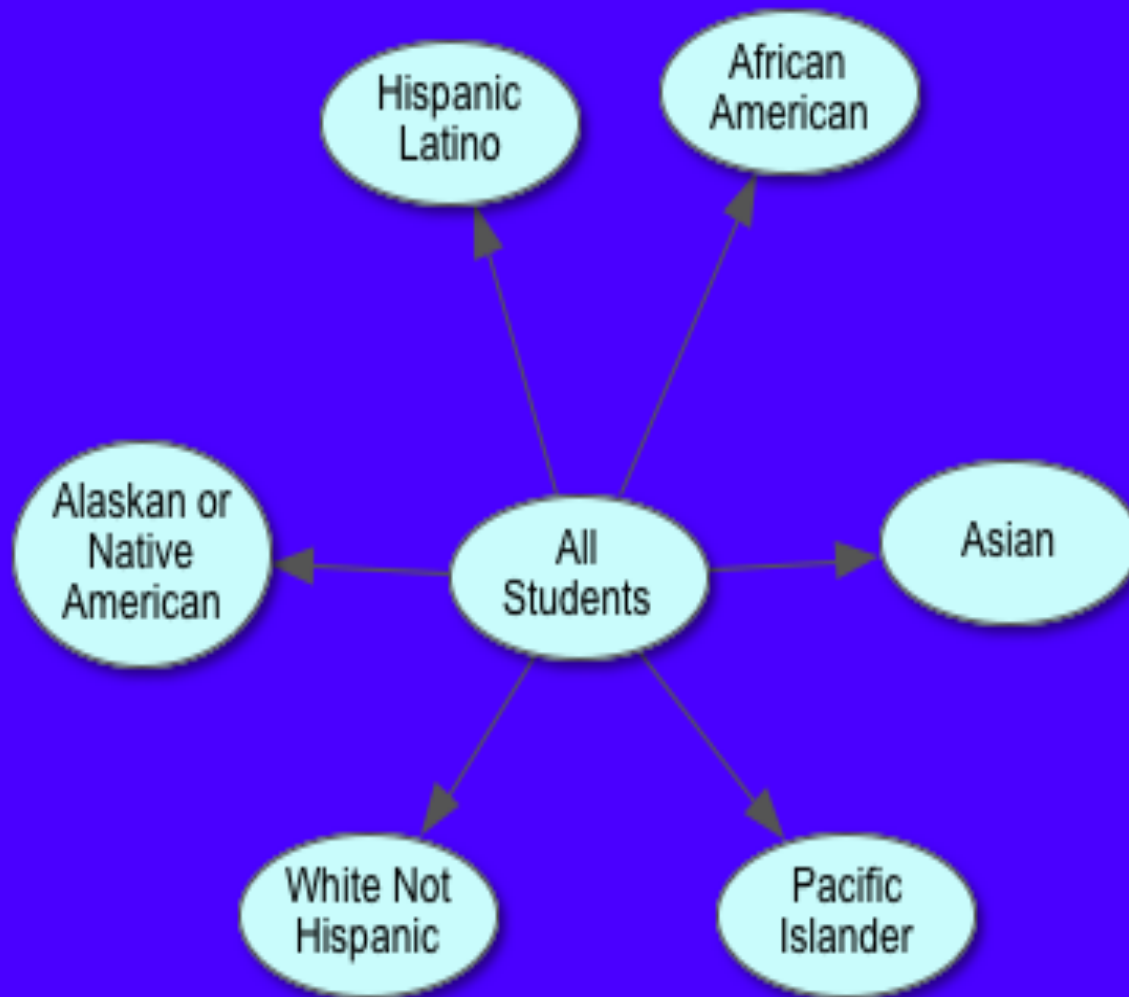 Hispanic
Latino
African
American
Alaskan or
Native
American
All
Students
Asian
White Not
Hispanic
Pacific
Islander